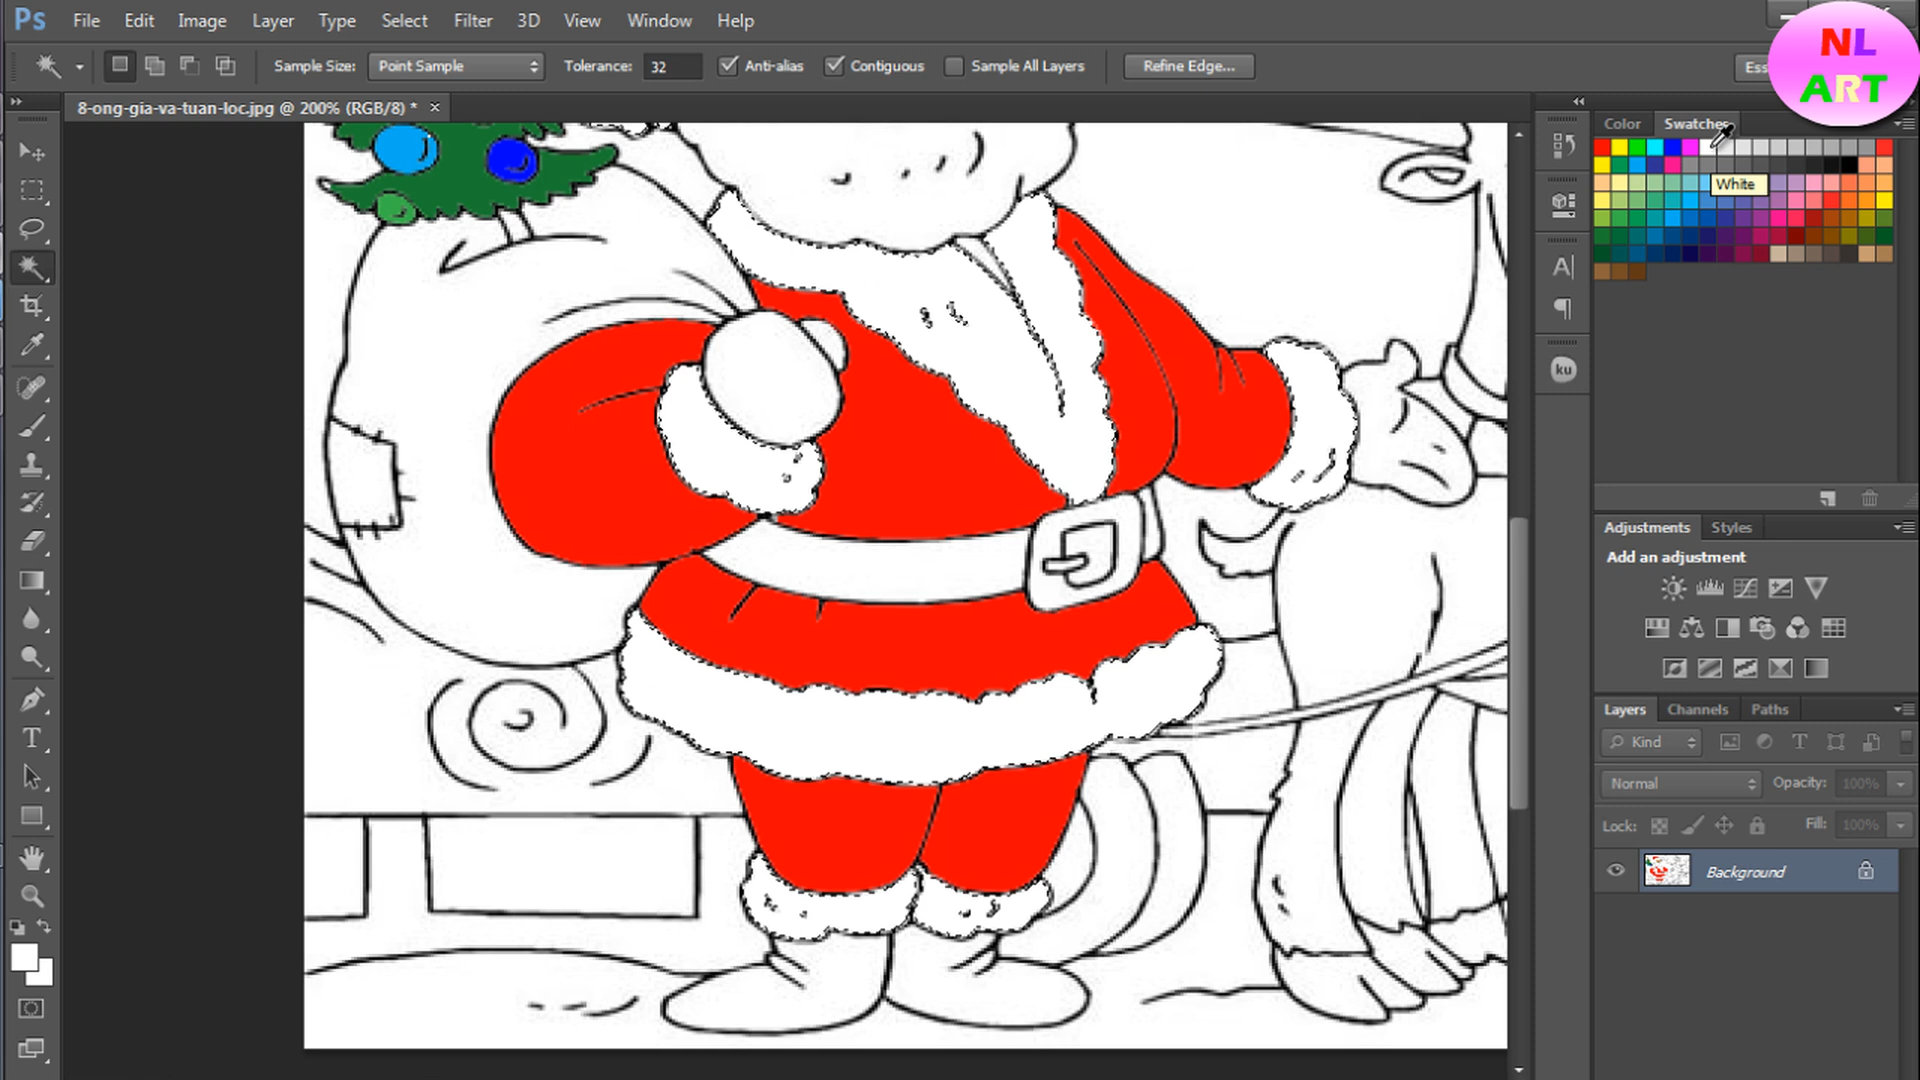 Ps File Edit Image Layer Type Select Filter 3D View Window Help
Sample Size: Point Sample Tolerance: 32 Anti-alias Contiguous Sample All Layers Refine Edge... Ess
NL
ART
8-ong-gia-va-tuan-loc.jpg @ 200% (RGB/8) * ×
Color Swatches
White
A|
¶
ku
Adjustments Styles
Add an adjustment
Layers Channels Paths
Kind T
Normal Opacity: 100%
Lock: Fill: 100%
Background
T